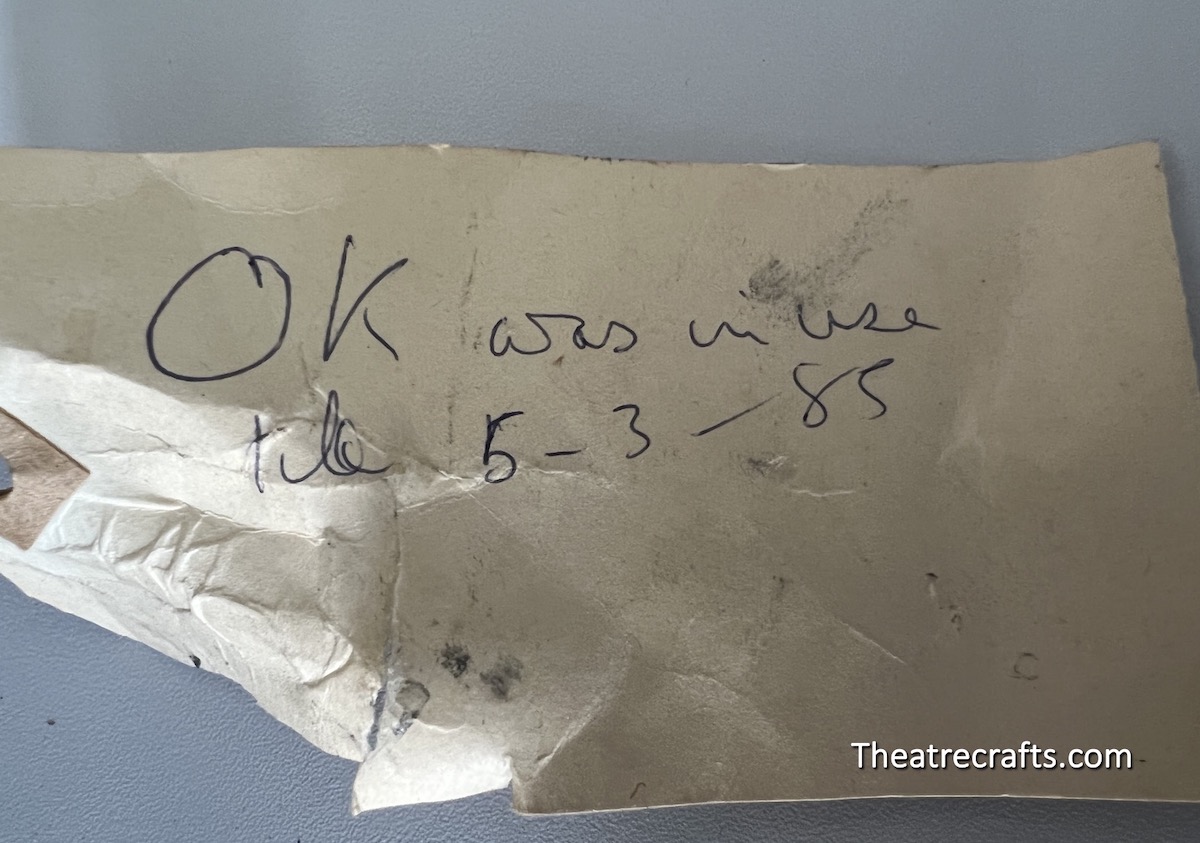 OK was in use
till 5-3-85
Theatrecrafts.com